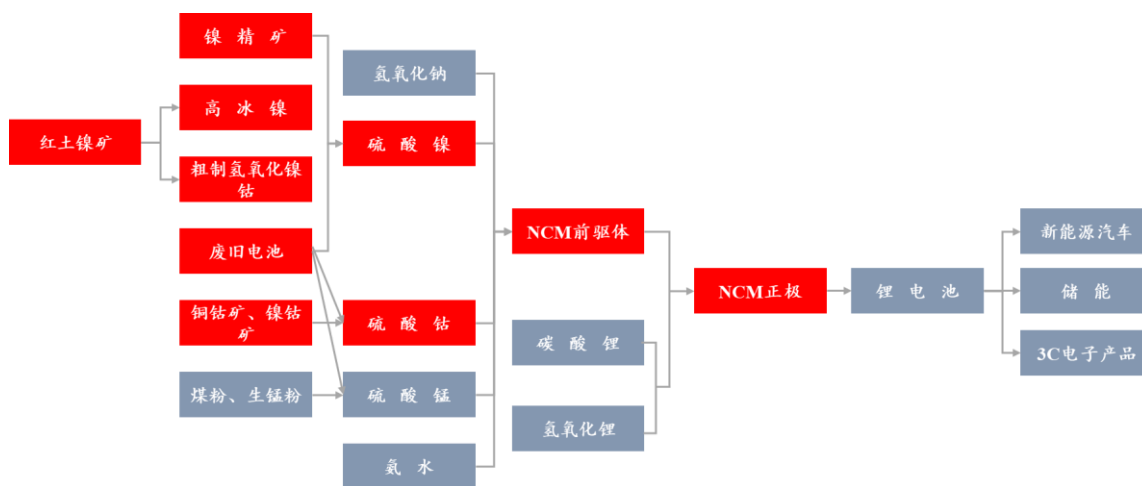 镍精矿
高冰镍
红土镍矿
粗制氢氧化镍
钴
废旧电池
铜钴矿、镍钴
矿
煤粉、生锰粉
氢氧化钠
硫酸镍
硫酸钴
硫酸锰
氨水
NCM前驱体
碳酸锂
氢氧化锂
NCM正极
锂电池
新能源汽车
储能
3C电子产品